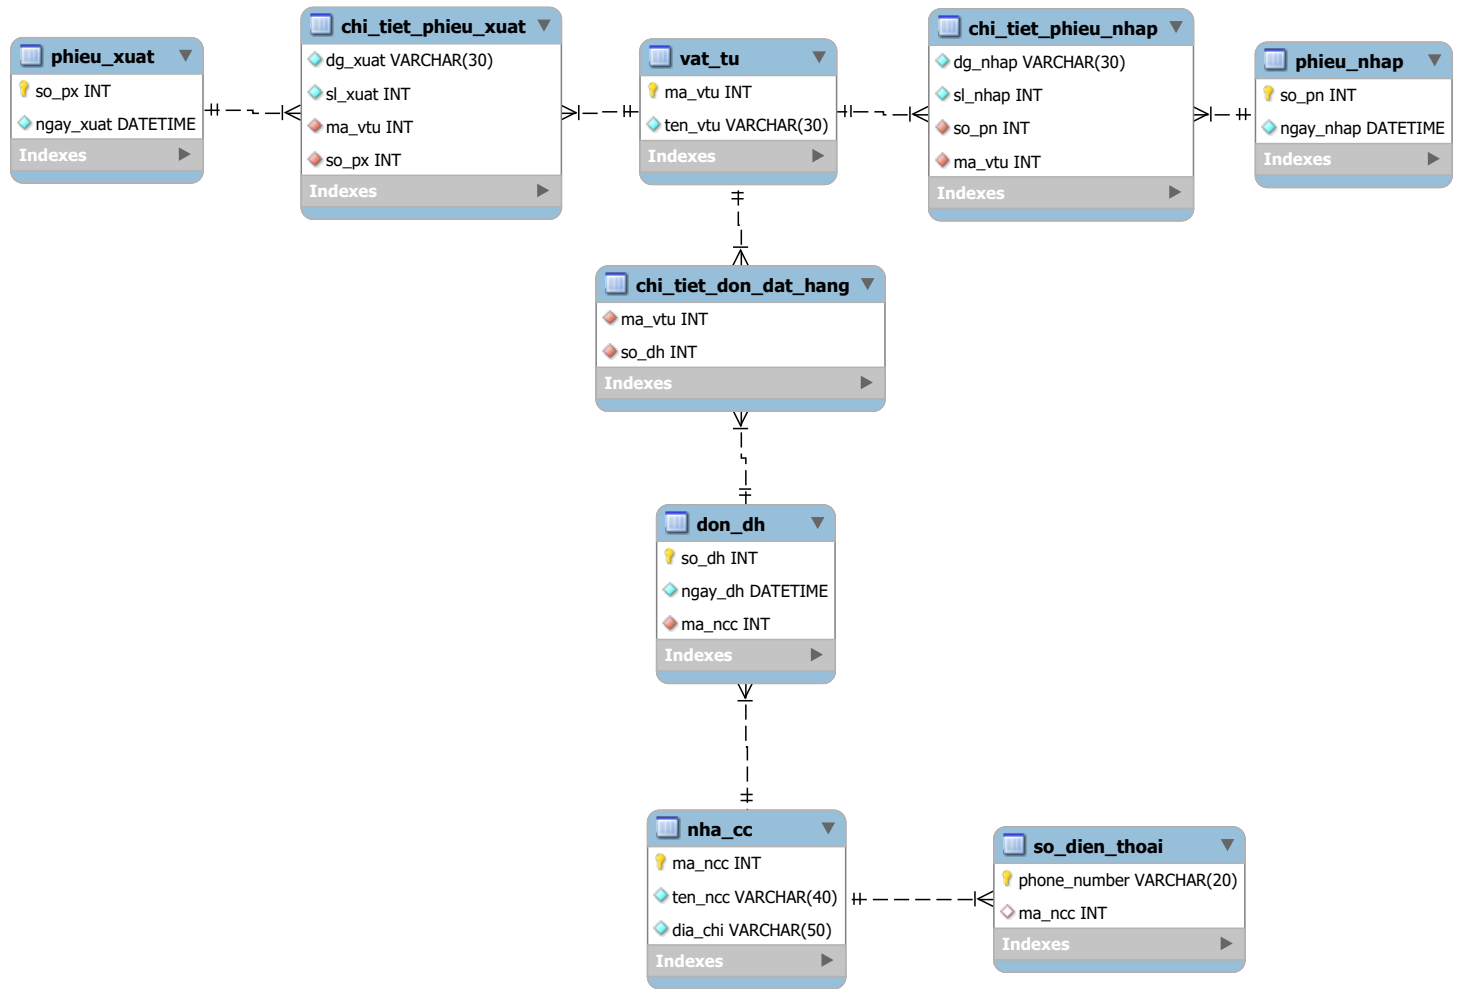 phieu_xuat
so_px INT
ngay_xuat DATETIME
Indexes
chi_tiet_phieu_xuat
dg_xuat VARCHAR(30)
sl_xuat INT
ma_vtu INT
so_px INT
Indexes
vat_tu
ma_vtu INT
ten_vtu VARCHAR(30)
Indexes
chi_tiet_phieu_nhap
dg_nhap VARCHAR(30)
sl_nhap INT
so_pn INT
ma_vtu INT
Indexes
phieu_nhap
so_pn INT
ngay_nhap DATETIME
Indexes
chi_tiet_don_dat_hang
ma_vtu INT
so_dh INT
Indexes
don_dh
so_dh INT
ngay_dh DATETIME
ma_ncc INT
Indexes
nha_cc
ma_ncc INT
ten_ncc VARCHAR(40)
dia_chi VARCHAR(50)
Indexes
so_dien_thoai
phone_number VARCHAR(20)
ma_ncc INT
Indexes